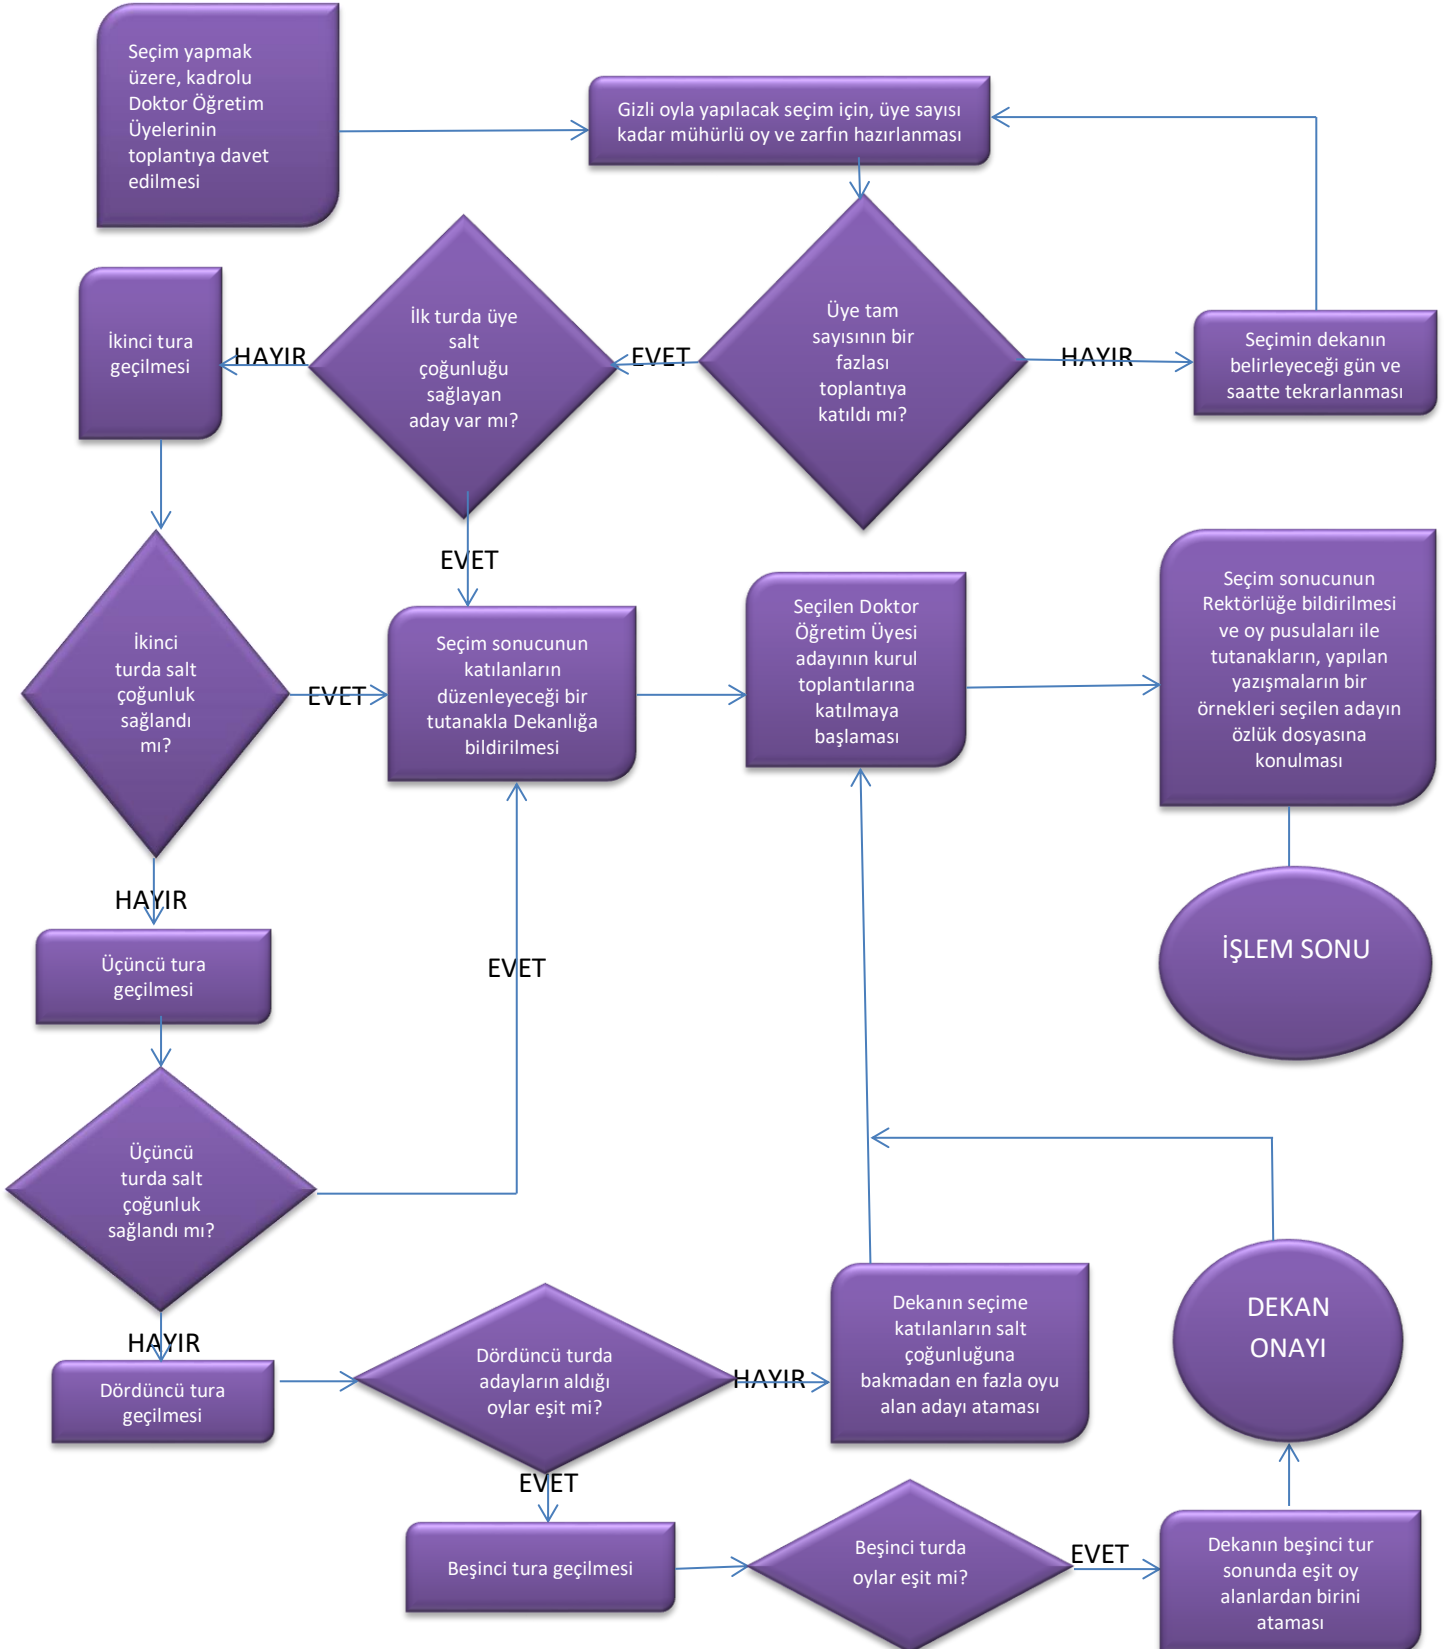 Seçim yapmak
üzere, kadrolu
Doktor Öğretim
Üyelerinin
toplantıya davet
edilmesi
Gizli oyla yapılacak seçim için, üye sayısı
kadar mühürlü oy ve zarfın hazırlanması
Üye tam
sayısının bir
fazlası
toplantıya
katıldı mı?
HAYIR
Seçimin dekanın
belirleyeceği gün ve
saatte tekrarlanması
EVET
İlk turda üye
salt
çoğunluğu
sağlayan
aday var mı?
HAYIR
İkinci tura
geçilmesi
EVET
İkinci
turda salt
çoğunluk
sağlandı
mı?
EVET
Seçim sonucunun
katılanların
düzenleyeceği bir
tutanakla Dekanlığa
bildirilmesi
Seçilen Doktor
Öğretim Üyesi
adayının kurul
toplantılarına
katılmaya
başlaması
Seçim sonucunun
Rektörlüğe bildirilmesi
ve oy pusulaları ile
tutanakların, yapılan
yazışmaların bir
örnekleri seçilen adayın
özlük dosyasına
konulması
İŞLEM SONU
HAYIR
Üçüncü tura
geçilmesi
EVET
Üçüncü
turda salt
çoğunluk
sağlandı mı?
HAYIR
Dördüncü tura
geçilmesi
Dördüncü turda
adayların aldığı
oylar eşit mi?
HAYIR
Dekanın seçime
katılanların salt
çoğunluğuna
bakmadan en fazla oyu
alan adayı ataması
DEKAN
ONAYI
EVET
Beşinci tura geçilmesi
Beşinci turda
oylar eşit mi?
EVET
Dekanın beşinci tur
sonunda eşit oy
alanlardan birini
ataması